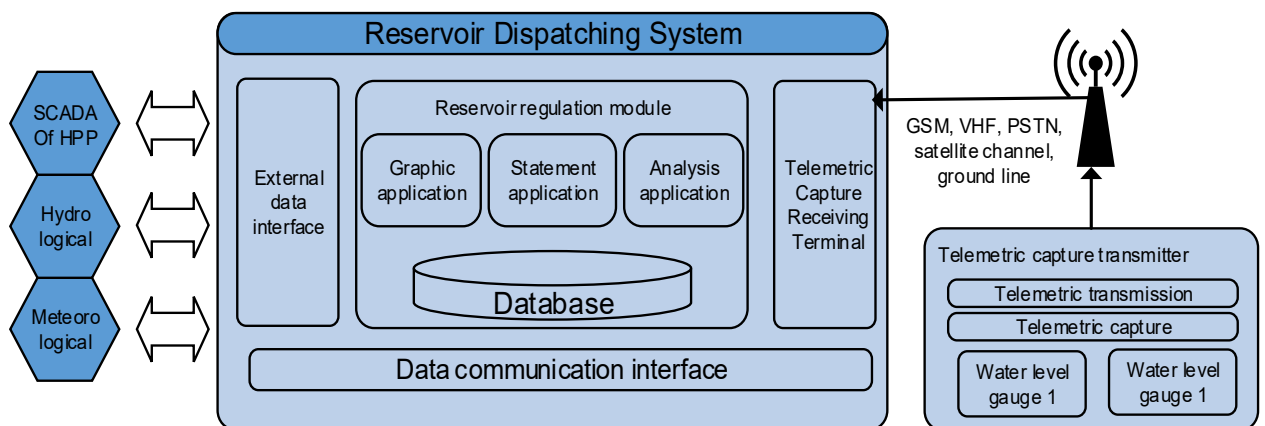 Reservoir Dispatching System
SCADA
Of HPP
Hydro
logical
Meteoro
logical
External
data
interface
Reservoir regulation module
Graphic
application
Statement
application
Analysis
application
Database
Telemetric
Capture
Receiving
Terminal
Data communication interface
GSM, VHF, PSTN,
satellite channel,
ground line
Telemetric capture transmitter
Telemetric transmission
Telemetric capture
Water level
gauge 1
Water level
gauge 1